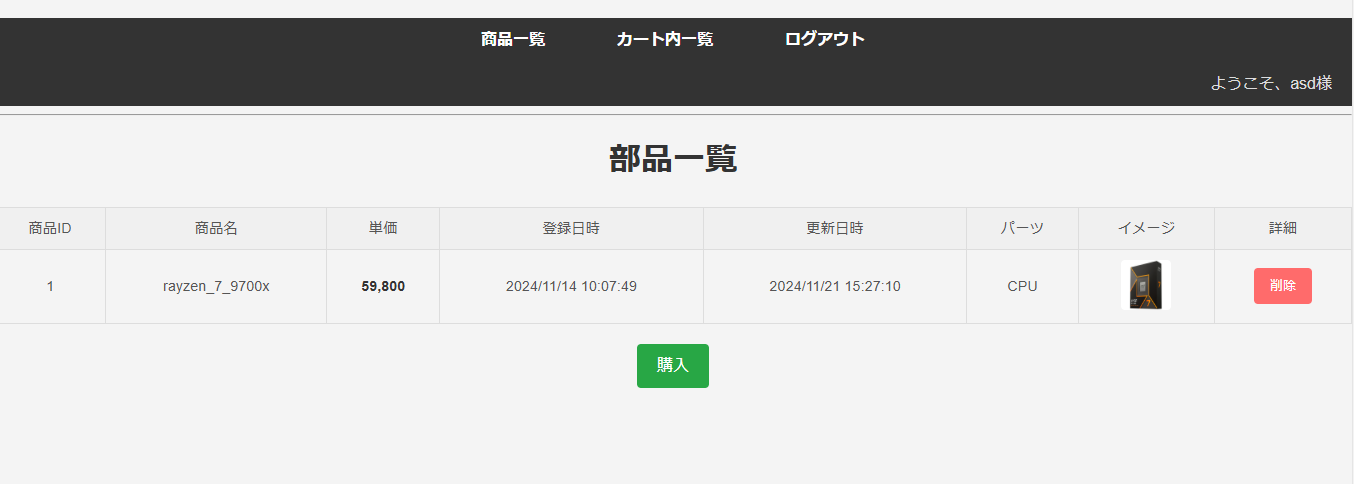 商品一覧 カート内一覧 ログアウト
ようこそ、asd様
部品一覧
商品ID 商品名 単価 登録日時 更新日時 パーツ イメージ 詳細
1 rayzen_7_9700x 59,800 2024/11/14 10:07:49 2024/11/21 15:27:10 CPU 削除
購入